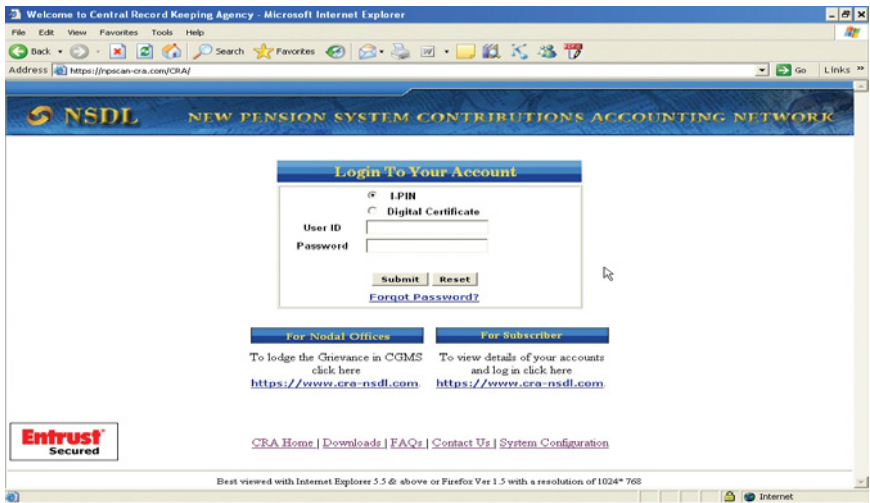 Welcome to Central Record Keeping Agency - Microsoft Internet Explorer
File Edit View Favorites Tools Help
Back Search Favorites
Address https://npscan-cra.com/CRA/ Go Links »
NSDL NEW PENSION SYSTEM CONTRIBUTIONS ACCOUNTING NETWORK
Login To Your Account
I-PIN
Digital Certificate
User ID
Password
Submit Reset
Forgot Password?
For Nodal Offices
To lodge the Grievance in CGMS
click here
https://www.cra-nsdl.com.
For Subscriber
To view details of your accounts
and log in click here
https://www.cra-nsdl.com.
Entrust
Secured
CRA Home | Downloads | FAQs | Contact Us | System Configuration
Best viewed with Internet Explorer 5.5 & above or Firefox Ver 1.5 with a resolution of 1024* 768
Internet